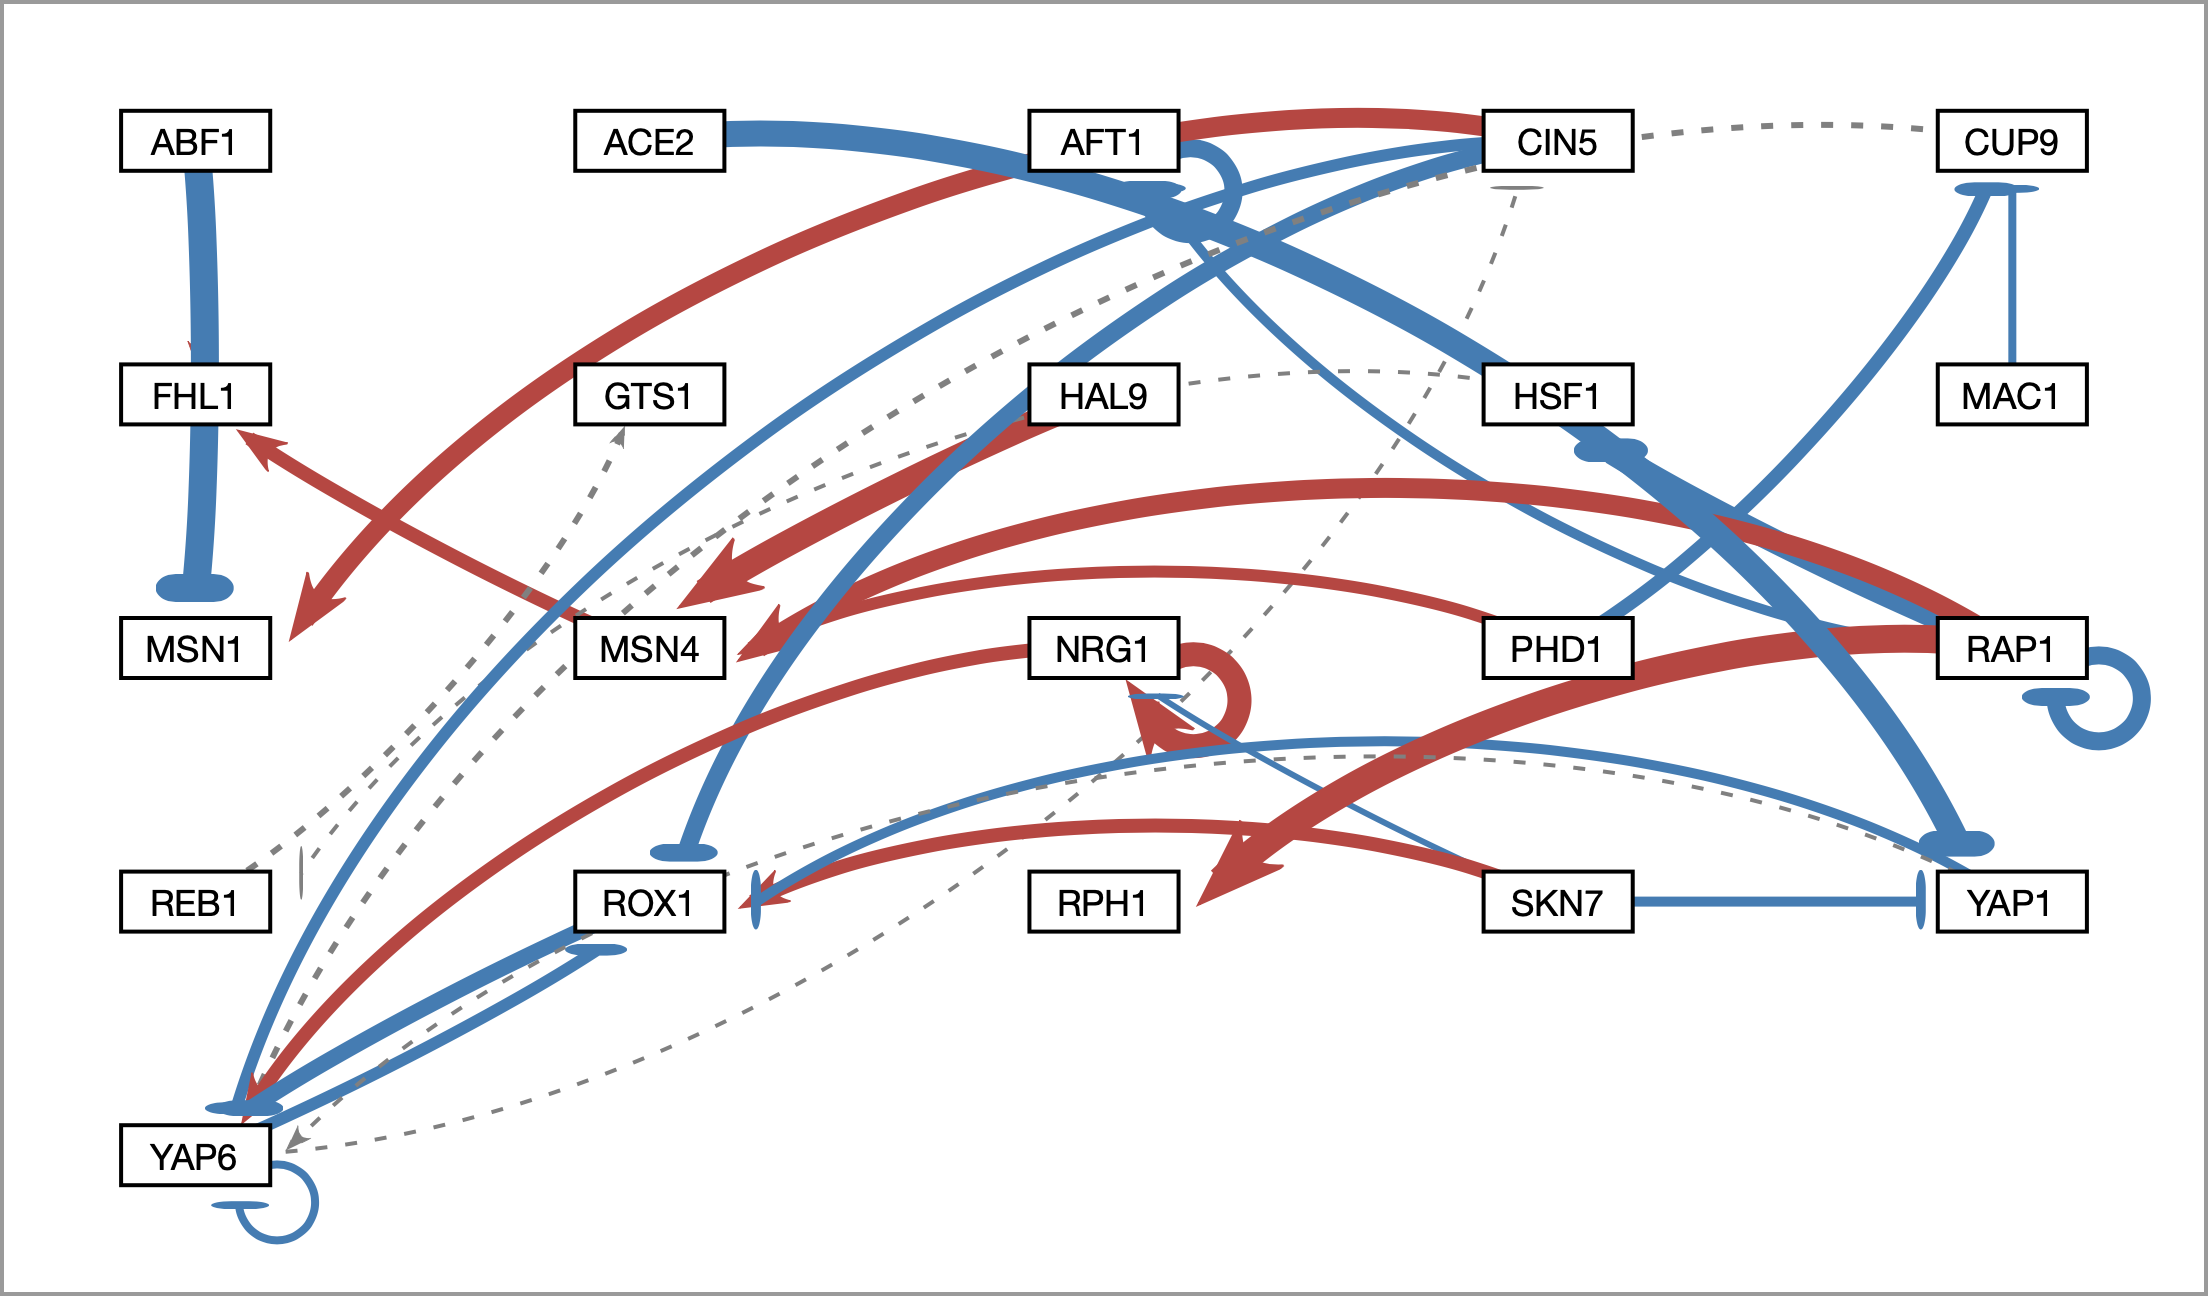 ABF1
ACE2
AFT1
CIN5
CUP9
FHL1
GTS1
HAL9
HSF1
MAC1
MSN1
MSN4
NRG1
PHD1
RAP1
REB1
ROX1
RPH1
SKN7
YAP1
YAP6